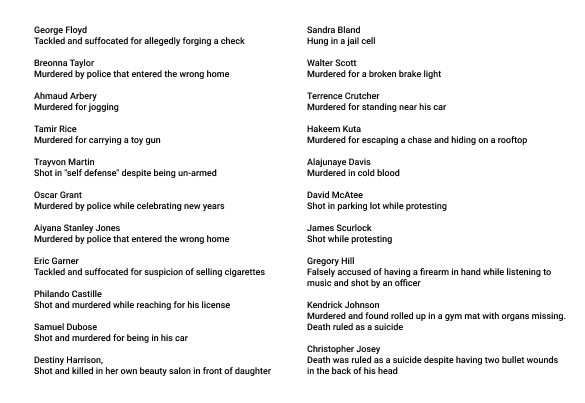 George Floyd
Tackled and suffocated for allegedly forging a check
Breonna Taylor
Murdered by police that entered the wrong home
Ahmaud Arbery
Murdered for jogging
Tamir Rice
Murdered for carrying a toy gun
Trayvon Martin
Shot in "self defense" despite being un-armed
Oscar Grant
Murdered by police while celebrating new years
Aiyana Stanley Jones
Murdered by police that entered the wrong home
Eric Garner
Tackled and suffocated for suspicion of selling cigarettes
Philando Castille
Shot and murdered while reaching for his license
Samuel Dubose
Shot and murdered for being in his car
Destiny Harrison,
Shot and killed in her own beauty salon in front of daughter
Sandra Bland
Hung in a jail cell
Walter Scott
Murdered for a broken brake light
Terrence Crutcher
Murdered for standing near his car
Hakeem Kuta
Murdered for escaping a chase and hiding on a rooftop
Alajunaye Davis
Murdered in cold blood
David McAtee
Shot in parking lot while protesting
James Scurlock
Shot while protesting
Gregory Hill
Falsely accused of having a firearm in hand while listening to
music and shot by an officer
Kendrick Johnson
Murdered and found rolled up in a gym mat with organs missing.
Death ruled as a suicide
Christopher Josey
Death was ruled as a suicide despite having two bullet wounds
in the back of his head